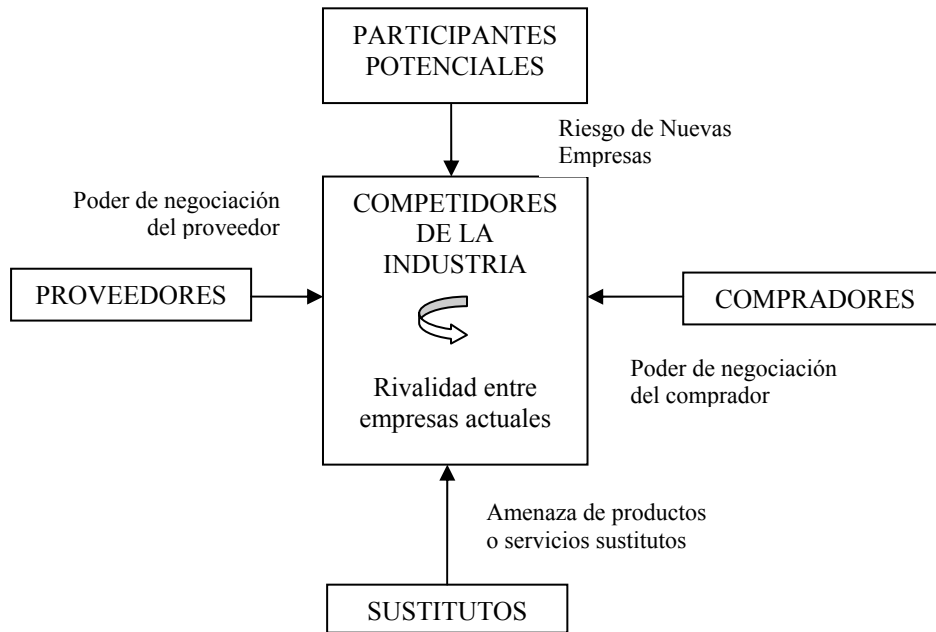 PARTICIPANTES
POTENCIALES
Riesgo de Nuevas
Empresas
Poder de negociación
del proveedor
COMPETIDORES
DE LA
INDUSTRIA
PROVEEDORES
COMPRADORES
Rivalidad entre
empresas actuales
Poder de negociación
del comprador
Amenaza de productos
o servicios sustitutos
SUSTITUTOS